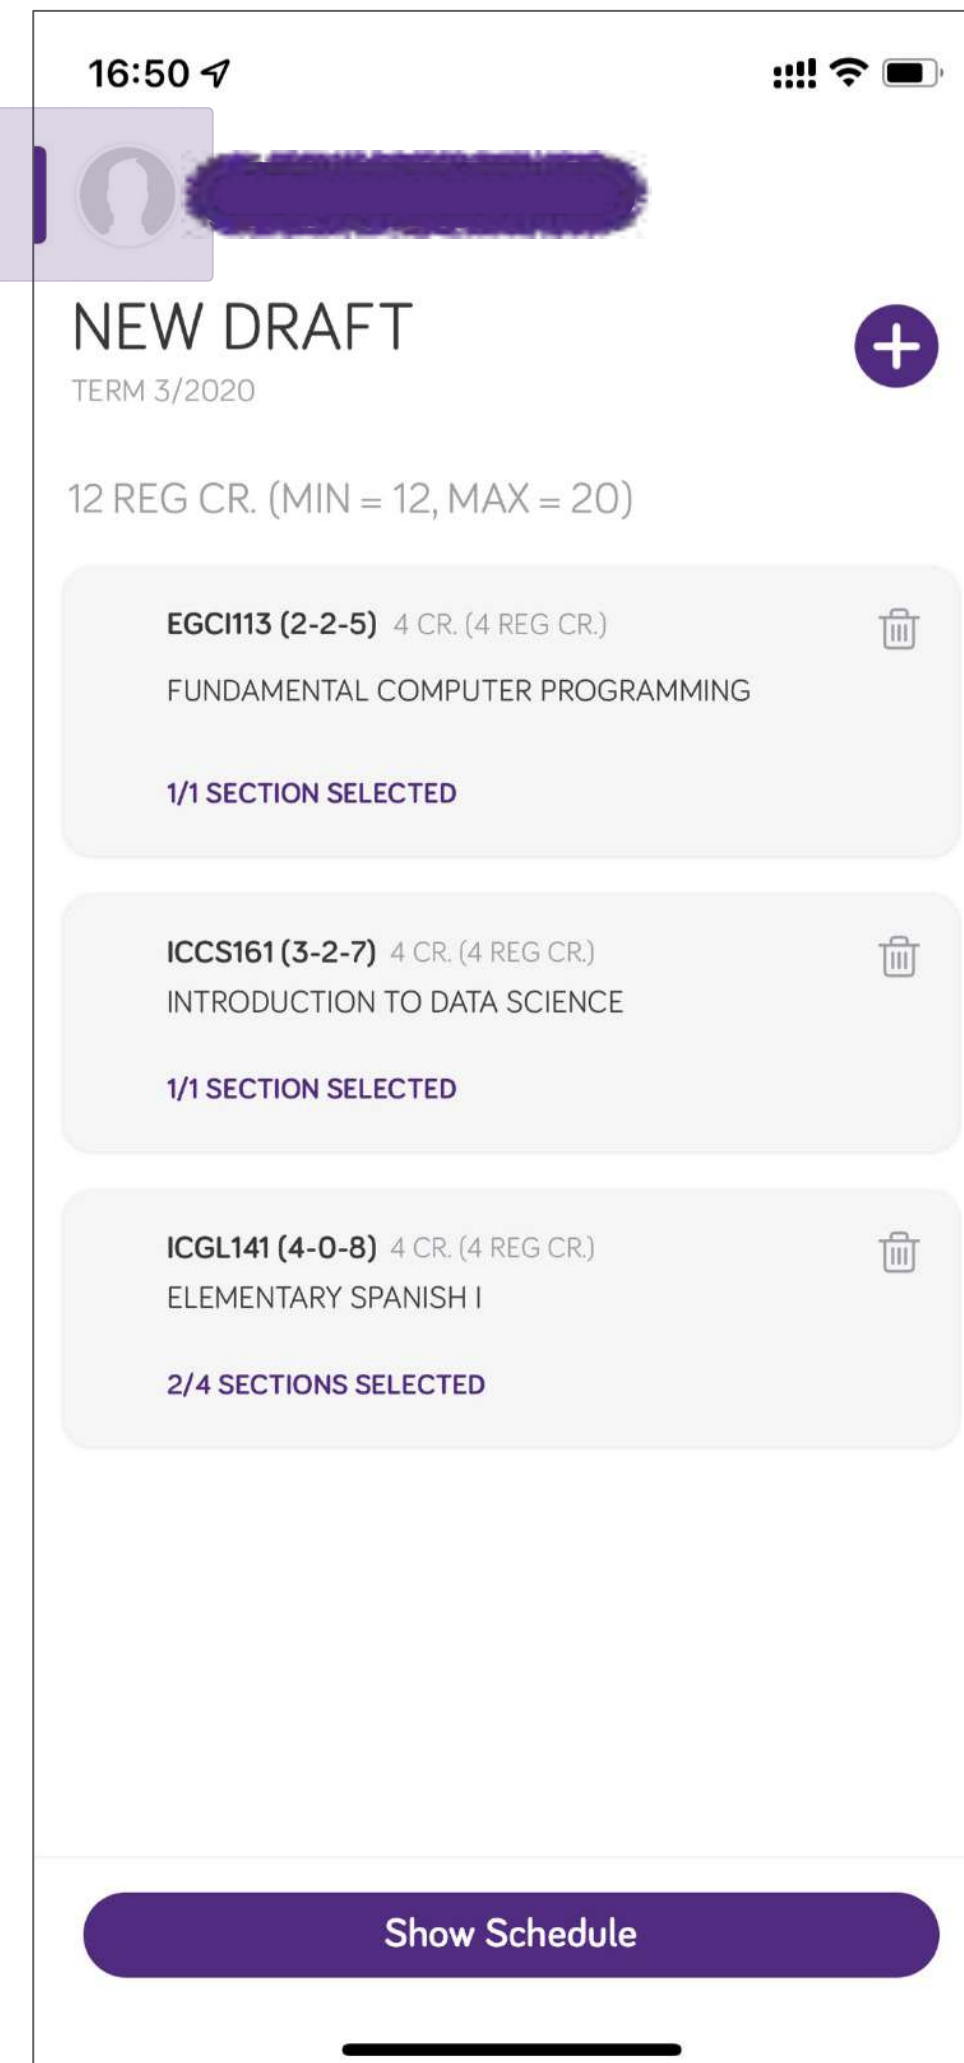 16:50
NEW DRAFT
TERM 3/2020
12 REG CR. (MIN = 12, MAX = 20)
EGCI113 (2-2-5) 4 CR. (4 REG CR.)
FUNDAMENTAL COMPUTER PROGRAMMING
1/1 SECTION SELECTED
ICCS161 (3-2-7) 4 CR. (4 REG CR.)
INTRODUCTION TO DATA SCIENCE
1/1 SECTION SELECTED
ICGL141 (4-0-8) 4 CR. (4 REG CR.)
ELEMENTARY SPANISH I
2/4 SECTIONS SELECTED
Show Schedule